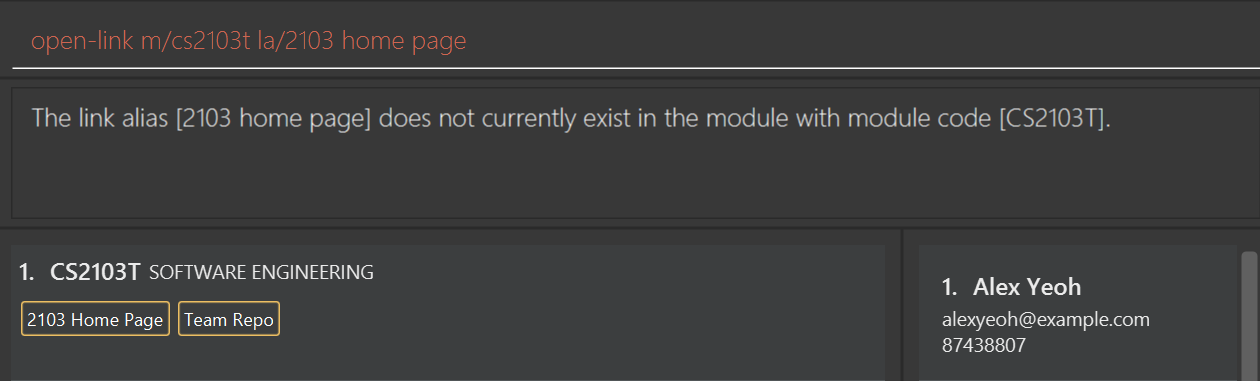 open-link m/cs2103t la/2103 home page
The link alias [2103 home page] does not currently exist in the module with module code [CS2103T].
1. CS2103T SOFTWARE ENGINEERING
2103 Home Page Team Repo
1. Alex Yeoh
alexyeoh@example.com
87438807